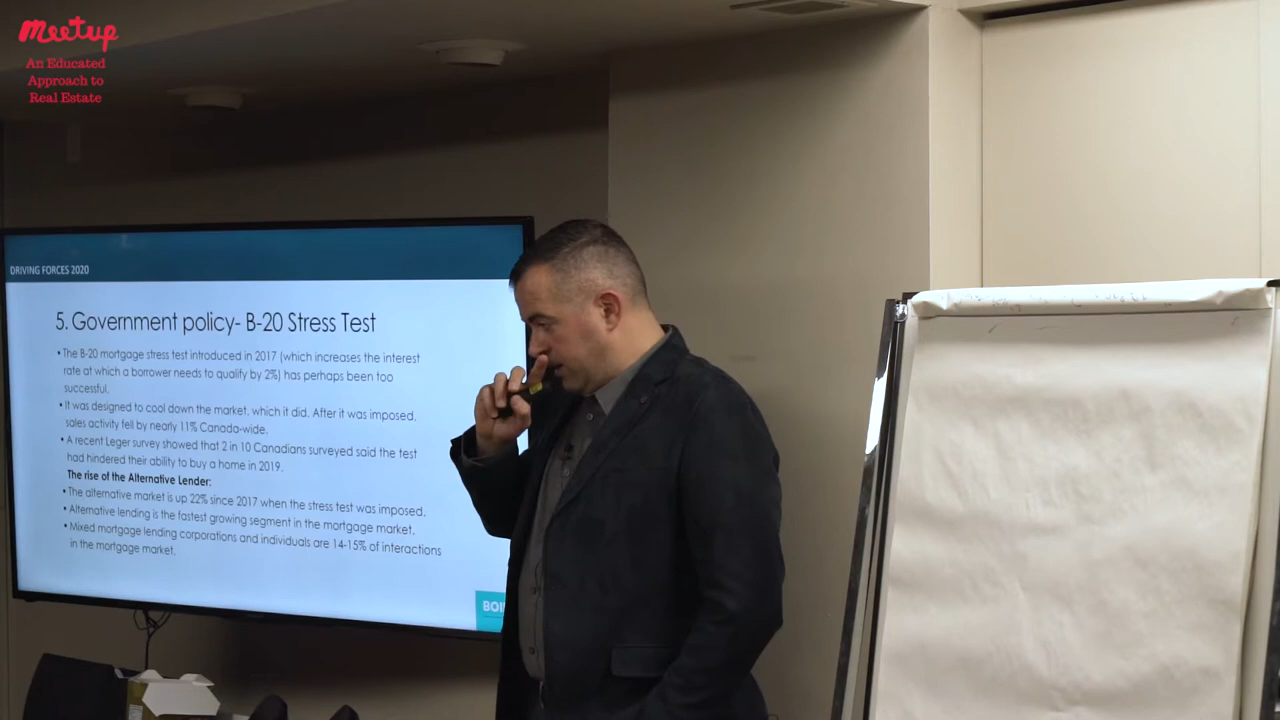 Meetup
An Educated
Approach to
Real Estate
DRIVING FORCES 2020
5. Government policy- B-20 Stress Test
• The B-20 mortgage stress test introduced in 2017 (which increases the interest
rate at which a borrower needs to qualify by 2%) has perhaps been too
successful.
• It was designed to cool down the market, which it did. After it was imposed,
sales activity fell by nearly 11% Canada-wide.
• A recent Leger survey showed that 2 in 10 Canadians surveyed said the test
had hindered their ability to buy a home in 2019.
The rise of the Alternative Lender:
• The alternative market is up 22% since 2017 when the stress test was imposed.
• Alternative lending is the fastest growing segment in the mortgage market.
• Mixed mortgage lending corporations and individuals are 14-15% of interactions
in the mortgage market.